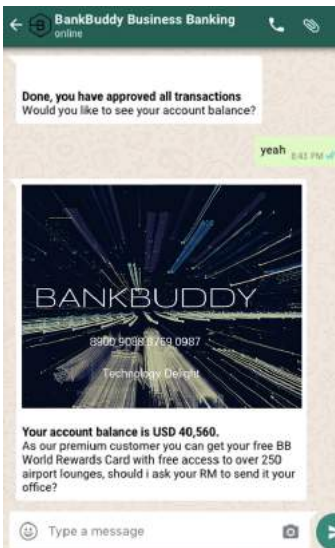 BankBuddy Business Banking
online
Done, you have approved all transactions
Would you like to see your account balance?
yeah
8:43 PM
BANKBUDDY
8900 9088 9769 0987
Technology Delight
Your account balance is USD 40,560.
As our premium customer you can get your free BB
World Rewards Card with free access to over 250
airport lounges, should i ask your RM to send it your
office?
Type a message